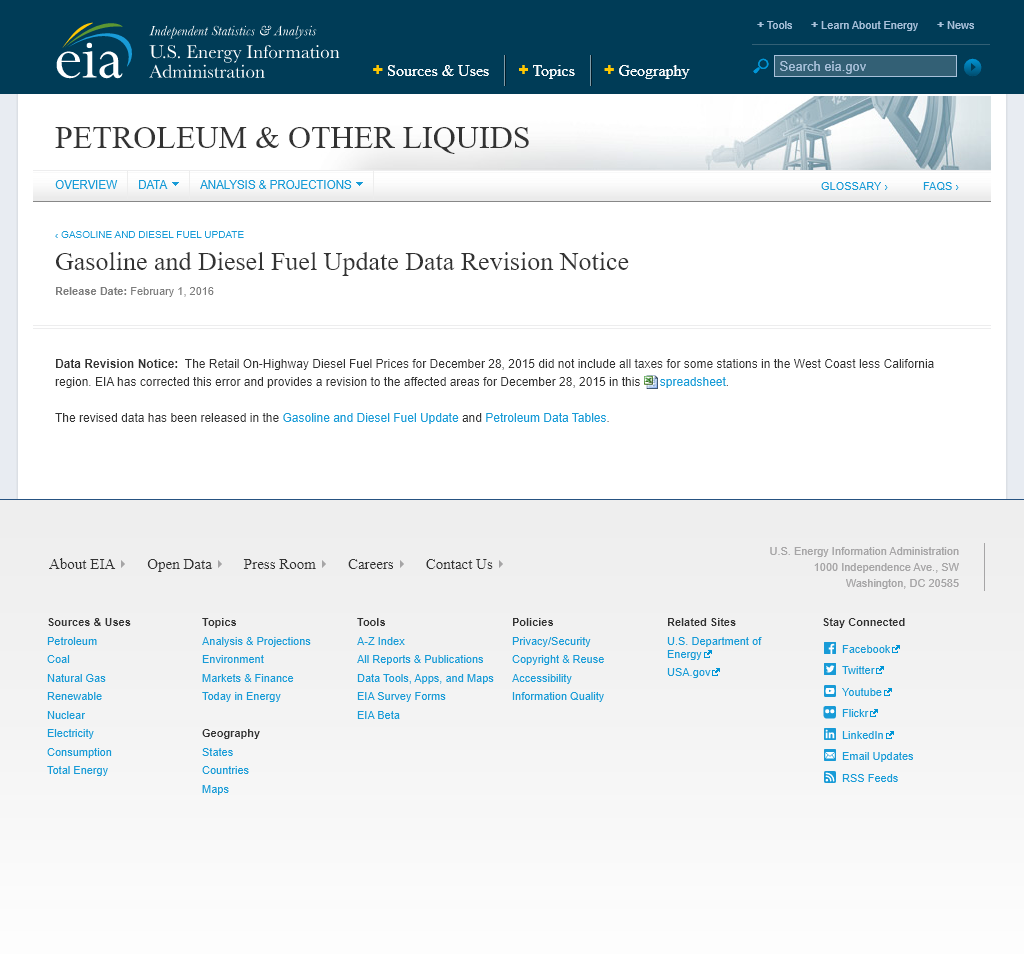 eia
Independent Statistics & Analysis
U.S. Energy Information
Administration
Sources & Uses
Topics
Geography
Tools
Learn About Energy
News
Search eia.gov
PETROLEUM & OTHER LIQUIDS
OVERVIEW
DATA
ANALYSIS & PROJECTIONS
GLOSSARY ›
FAQS ›
‹ GASOLINE AND DIESEL FUEL UPDATE
Gasoline and Diesel Fuel Update Data Revision Notice
Release Date: February 1, 2016
Data Revision Notice: The Retail On-Highway Diesel Fuel Prices for December 28, 2015 did not include all taxes for some stations in the West Coast less California
region. EIA has corrected this error and provides a revision to the affected areas for December 28, 2015 in this spreadsheet.
The revised data has been released in the Gasoline and Diesel Fuel Update and Petroleum Data Tables.
About EIA
Open Data
Press Room
Careers
Contact Us
U.S. Energy Information Administration
1000 Independence Ave., SW
Washington, DC 20585
Sources & Uses
Petroleum
Coal
Natural Gas
Renewable
Nuclear
Electricity
Consumption
Total Energy
Topics
Analysis & Projections
Environment
Markets & Finance
Today in Energy
Geography
States
Countries
Maps
Tools
A-Z Index
All Reports & Publications
Data Tools, Apps, and Maps
EIA Survey Forms
EIA Beta
Policies
Privacy/Security
Copyright & Reuse
Accessibility
Information Quality
Related Sites
U.S. Department of
Energy
USA.gov
Stay Connected
Facebook
Twitter
Youtube
Flickr
LinkedIn
Email Updates
RSS Feeds